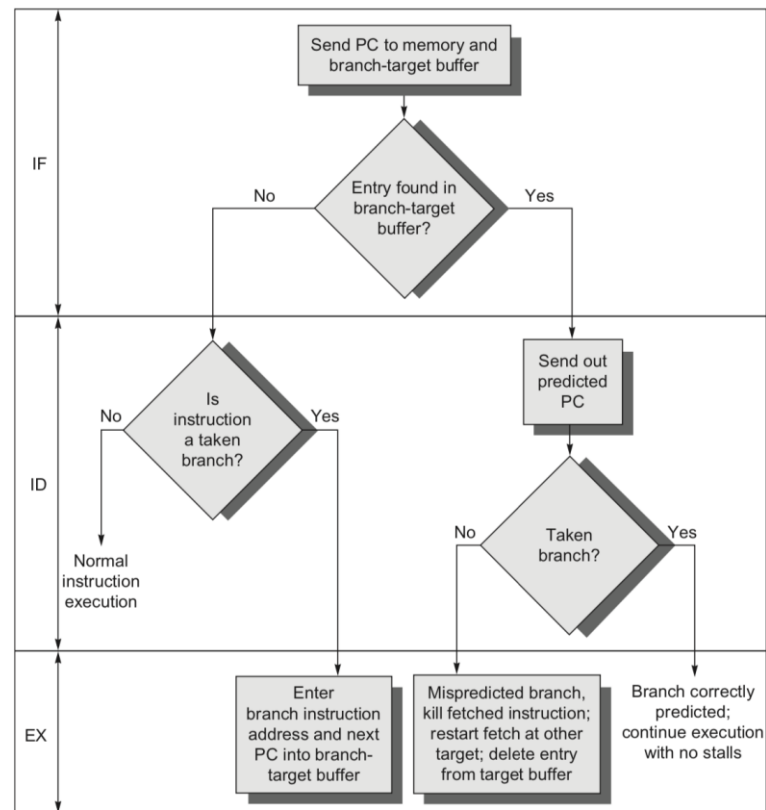 Send PC to memory and
branch-target buffer
IF
No
Entry found in
branch-target
buffer?
Yes
Send out
predicted
PC
No
Is
instruction
a taken
branch?
Yes
ID
No
Taken
branch?
Yes
Normal
instruction
execution
EX
Enter
branch instruction
address and next
PC into branch-
target buffer
Mispredicted branch,
kill fetched instruction;
restart fetch at other
target; delete entry
from target buffer
Branch correctly
predicted;
continue execution
with no stalls